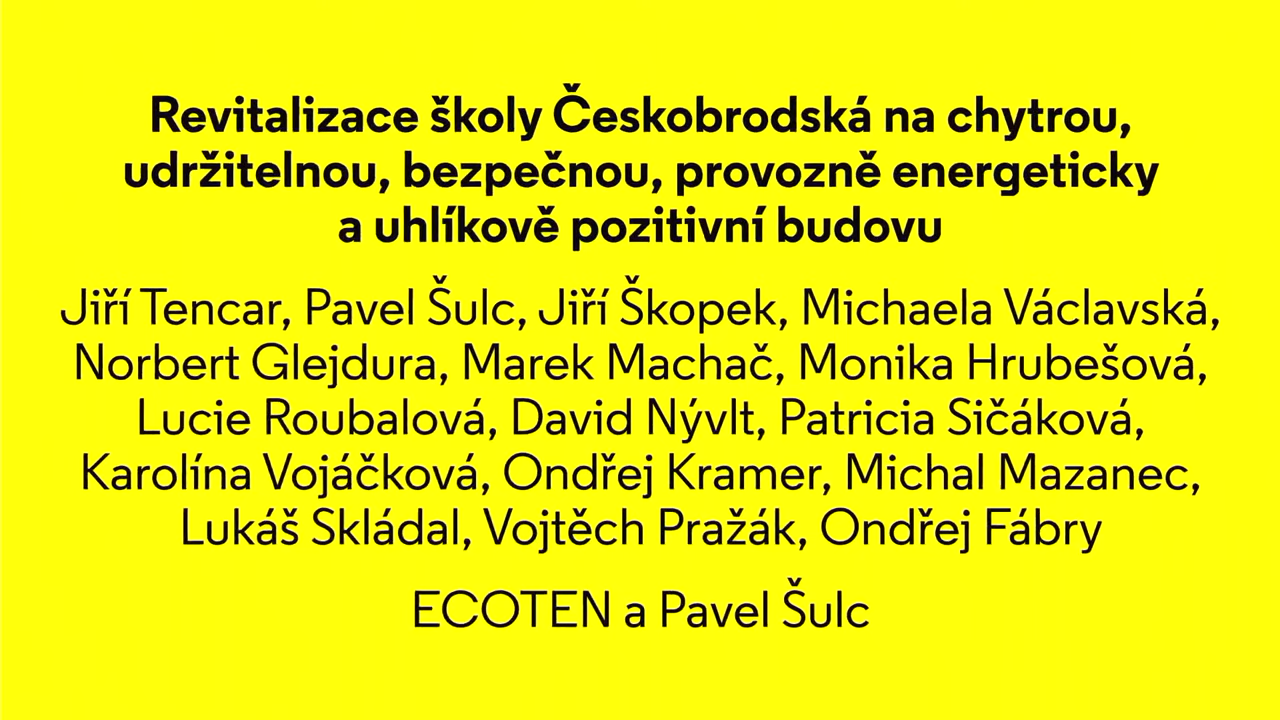 Revitalizace školy Českobrodská na chytrou,
udržitelnou, bezpečnou, provozně energeticky
a uhlíkově pozitivní budovu
Jiří Tencar, Pavel Šulc, Jiří Škopek, Michaela Václavská,
Norbert Glejdura, Marek Machač, Monika Hrubešová,
Lucie Roubalová, David Nývlt, Patricia Sičáková,
Karolína Vojáčková, Ondřej Kramer, Michal Mazanec,
Lukáš Skládal, Vojtěch Pražák, Ondřej Fábry
ECOTEN a Pavel Šulc